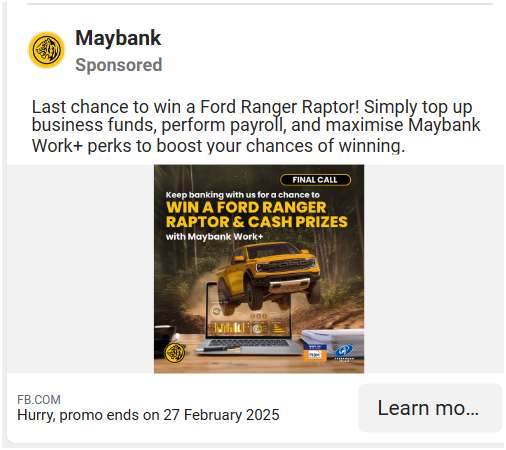 Maybank
Sponsored
Last chance to win a Ford Ranger Raptor! Simply top up
business funds, perform payroll, and maximise Maybank
Work+ perks to boost your chances of winning.
FINAL CALL
Keep banking with us for a chance to
WIN A FORD RANGER
RAPTOR & CASH PRIZES
with Maybank Work+
FB.COM
Hurry, promo ends on 27 February 2025
Learn mo...